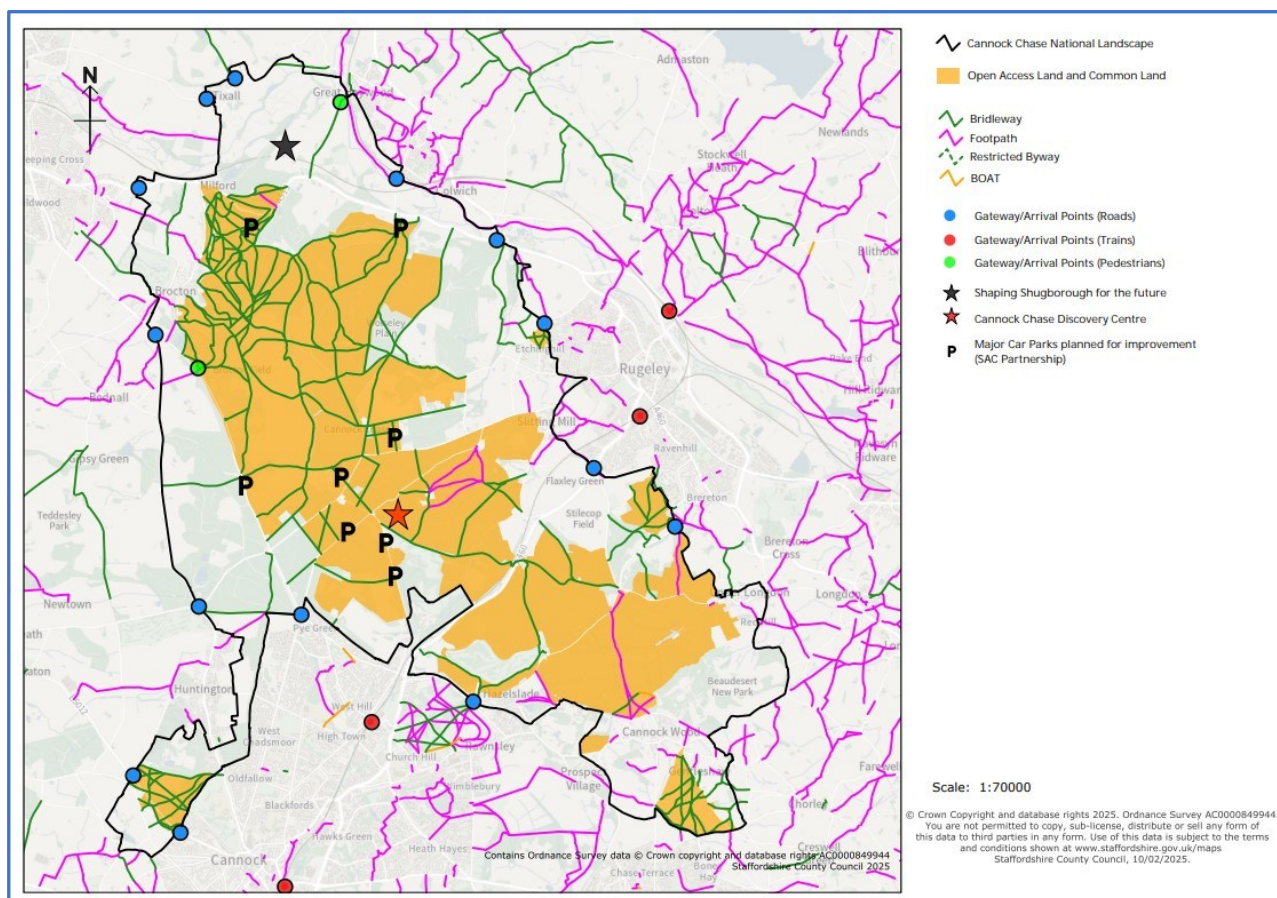 N
Tixall
Admaston
Newlands
Stockwell
Heath
Milford
Colwich
Brocton
Etchinghill
Rugeley
Bednall
Slitting Mill
Ravenhill
Gipsy Green
Flaxley Green
Brereton
Teddesley
Park
Stilecop
Field
Brereton
Cross
Newtown
Longdon
Pye Green
Huntington
Beaudesert
New Park
Hazelslade
West Hill
High Town
West
Chadsmoor
Church Hill
Cannock Wood
Prospect
Village
Oldfallow
Blackfords
Hawks Green
Heath Hayes
Cannock
Chase Terrace
P
P
P
P
P
P
P
P
Contains Ordnance Survey data © Crown copyright and database rights AC0000849944
Staffordshire County Council 2025
Cannock Chase National Landscape
Open Access Land and Common Land
Bridleway
Footpath
Restricted Byway
BOAT
Gateway/Arrival Points (Roads)
Gateway/Arrival Points (Trains)
Gateway/Arrival Points (Pedestrians)
Shaping Shugborough for the future
Cannock Chase Discovery Centre
P
Major Car Parks planned for improvement
(SAC Partnership)
Scale: 1:70000
© Crown Copyright and database rights 2025. Ordnance Survey AC0000849944
You are not permitted to copy, sub-license, distribute or sell any form of
this data to third parties in any form. Use of this data is subject to the terms
and conditions shown at www.staffordshire.gov.uk/maps
Staffordshire County Council, 10/02/2025.